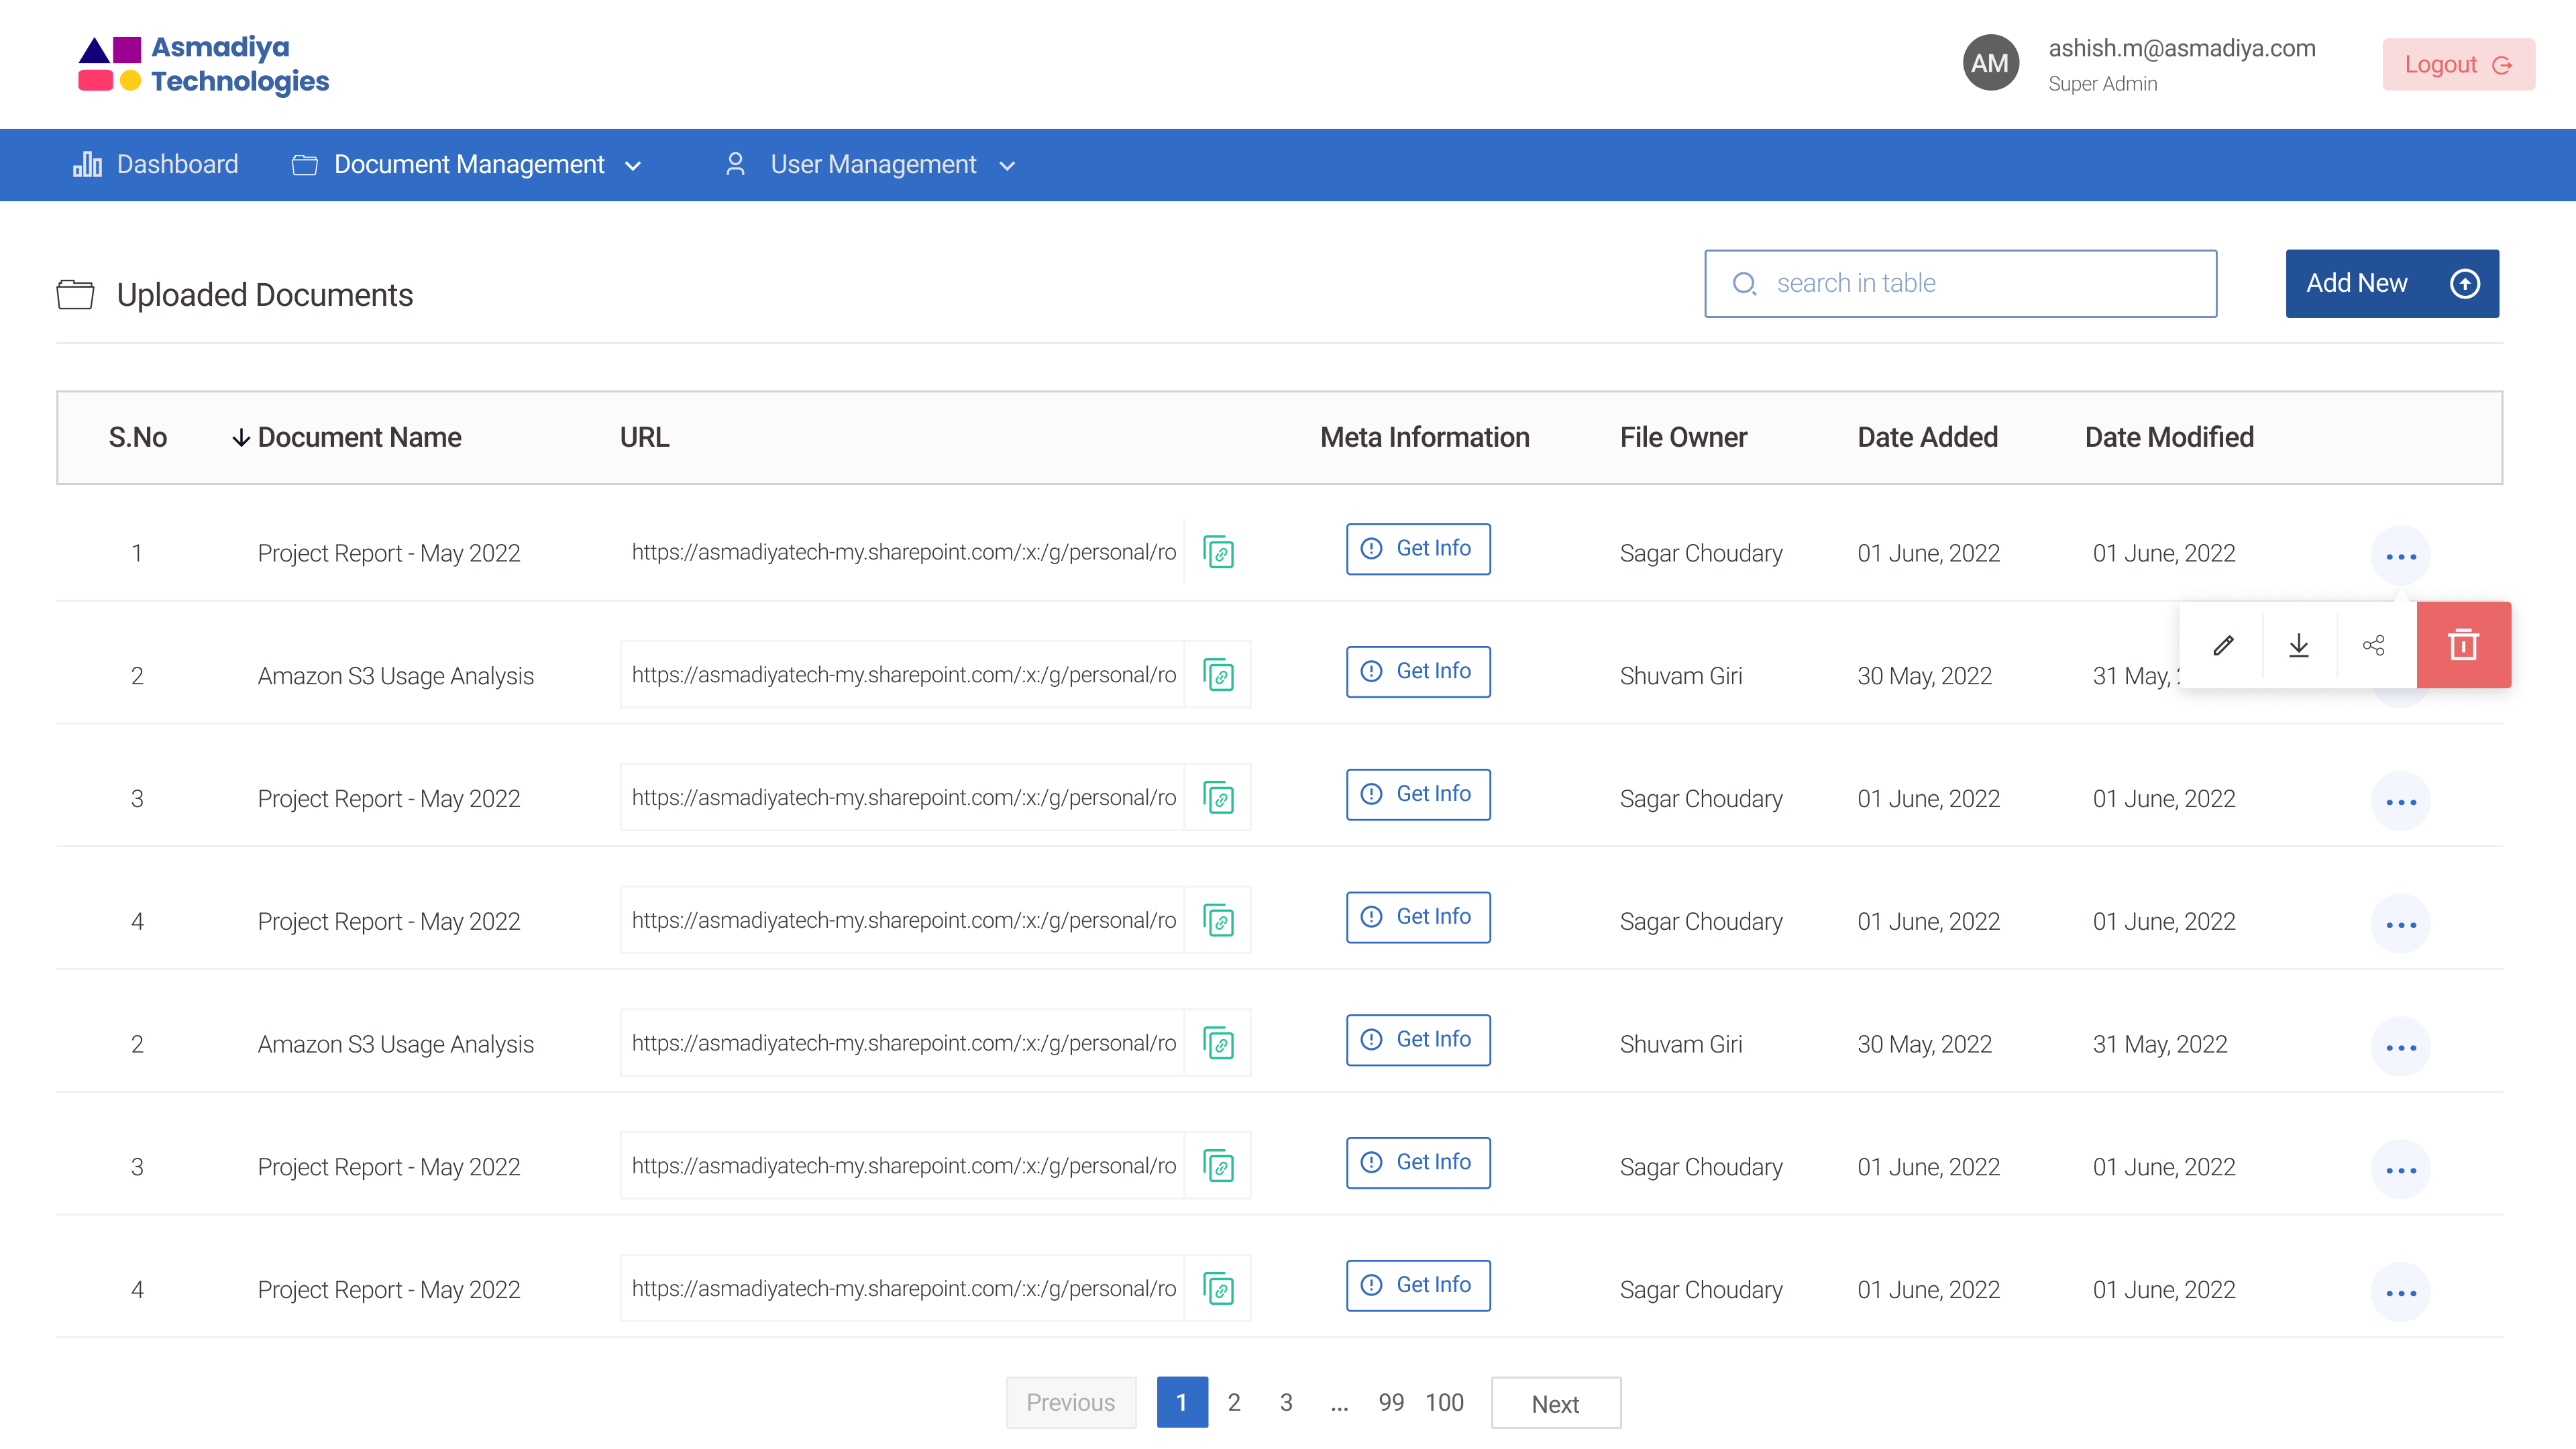 Asmadiya
Technologies
AM
ashish.m@asmadiya.com
Super Admin
Logout
Dashboard
Document Management
User Management
Uploaded Documents
search in table
Add New
S.No Document Name URL Meta Information File Owner Date Added Date Modified
1 Project Report - May 2022 https://asmadiyatech-my.sharepoint.com/:x:/g/personal/ro Get Info Sagar Choudary 01 June, 2022 01 June, 2022
2 Amazon S3 Usage Analysis https://asmadiyatech-my.sharepoint.com/:x:/g/personal/ro Get Info Shuvam Giri 30 May, 2022 31 May,
3 Project Report - May 2022 https://asmadiyatech-my.sharepoint.com/:x:/g/personal/ro Get Info Sagar Choudary 01 June, 2022 01 June, 2022
4 Project Report - May 2022 https://asmadiyatech-my.sharepoint.com/:x:/g/personal/ro Get Info Sagar Choudary 01 June, 2022 01 June, 2022
2 Amazon S3 Usage Analysis https://asmadiyatech-my.sharepoint.com/:x:/g/personal/ro Get Info Shuvam Giri 30 May, 2022 31 May, 2022
3 Project Report - May 2022 https://asmadiyatech-my.sharepoint.com/:x:/g/personal/ro Get Info Sagar Choudary 01 June, 2022 01 June, 2022
4 Project Report - May 2022 https://asmadiyatech-my.sharepoint.com/:x:/g/personal/ro Get Info Sagar Choudary 01 June, 2022 01 June, 2022
Previous 1 2 3 ... 99 100 Next